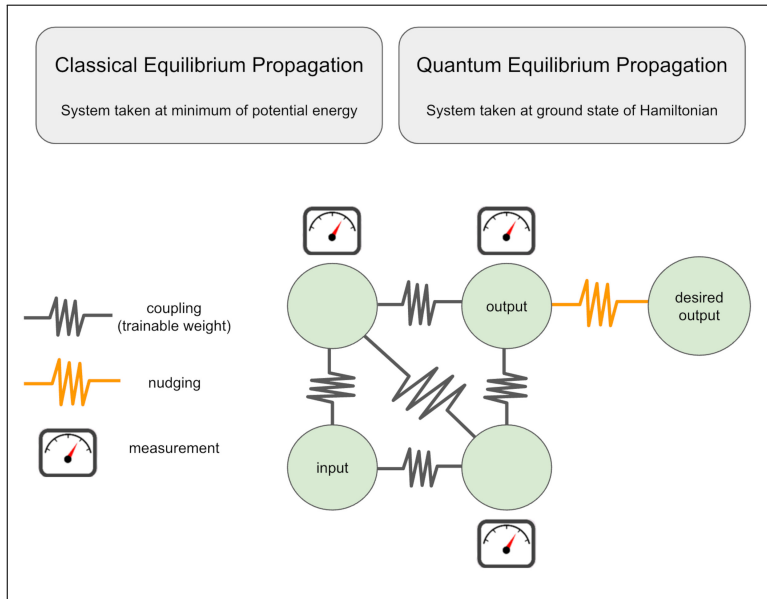 Classical Equilibrium Propagation
System taken at minimum of potential energy
Quantum Equilibrium Propagation
System taken at ground state of Hamiltonian
coupling
(trainable weight)
nudging
measurement
output
desired
output
input